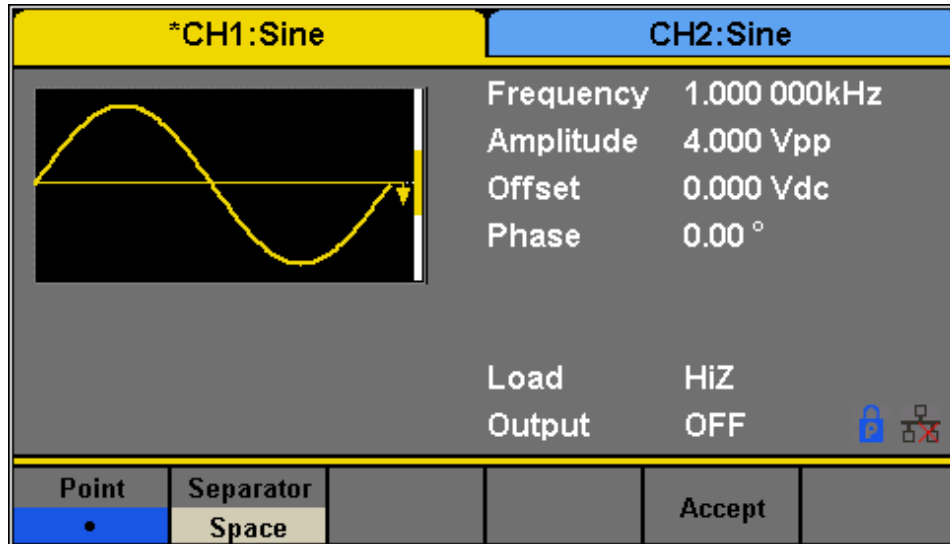 *CH1:Sine CH2:Sine
Frequency 1.000 000kHz
Amplitude 4.000 Vpp
Offset 0.000 Vdc
Phase 0.00 °
Load HiZ
Output OFF
P
Point Separator Accept
• Space